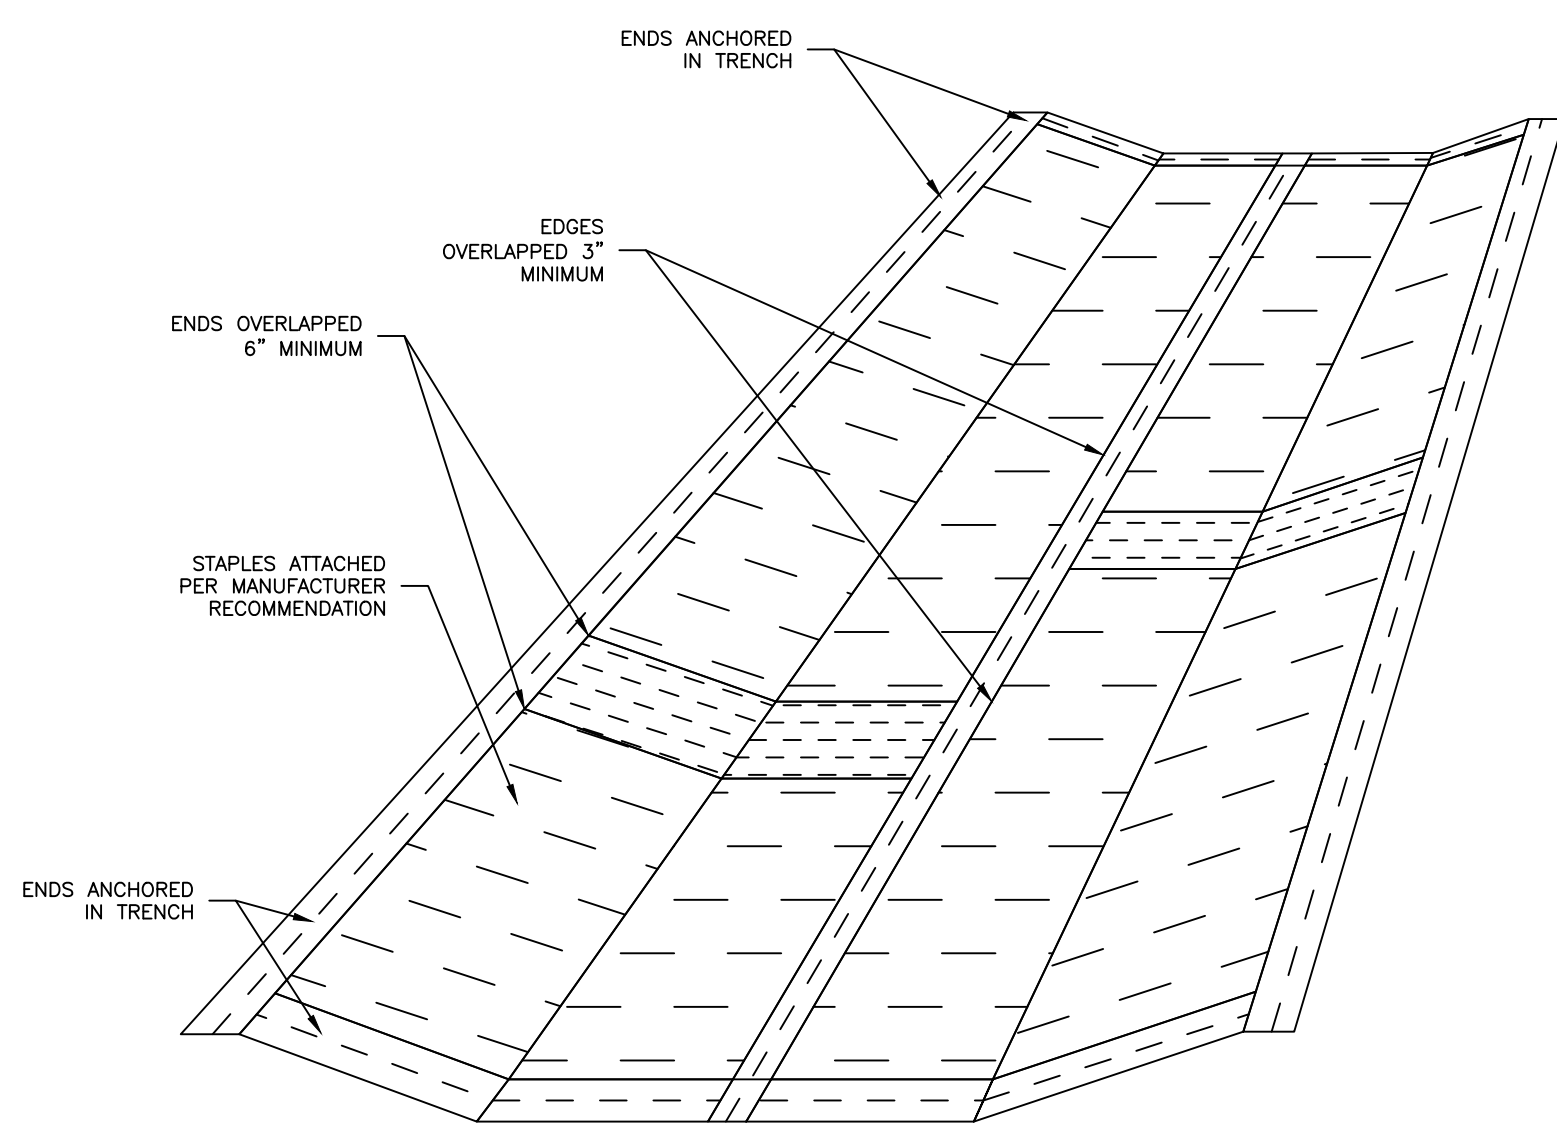 ENDS ANCHORED
IN TRENCH
EDGES
OVERLAPPED 3”
MINIMUM
ENDS OVERLAPPED
6” MINIMUM
STAPLES ATTACHED
PER MANUFACTURER
RECOMMENDATION
ENDS ANCHORED
IN TRENCH